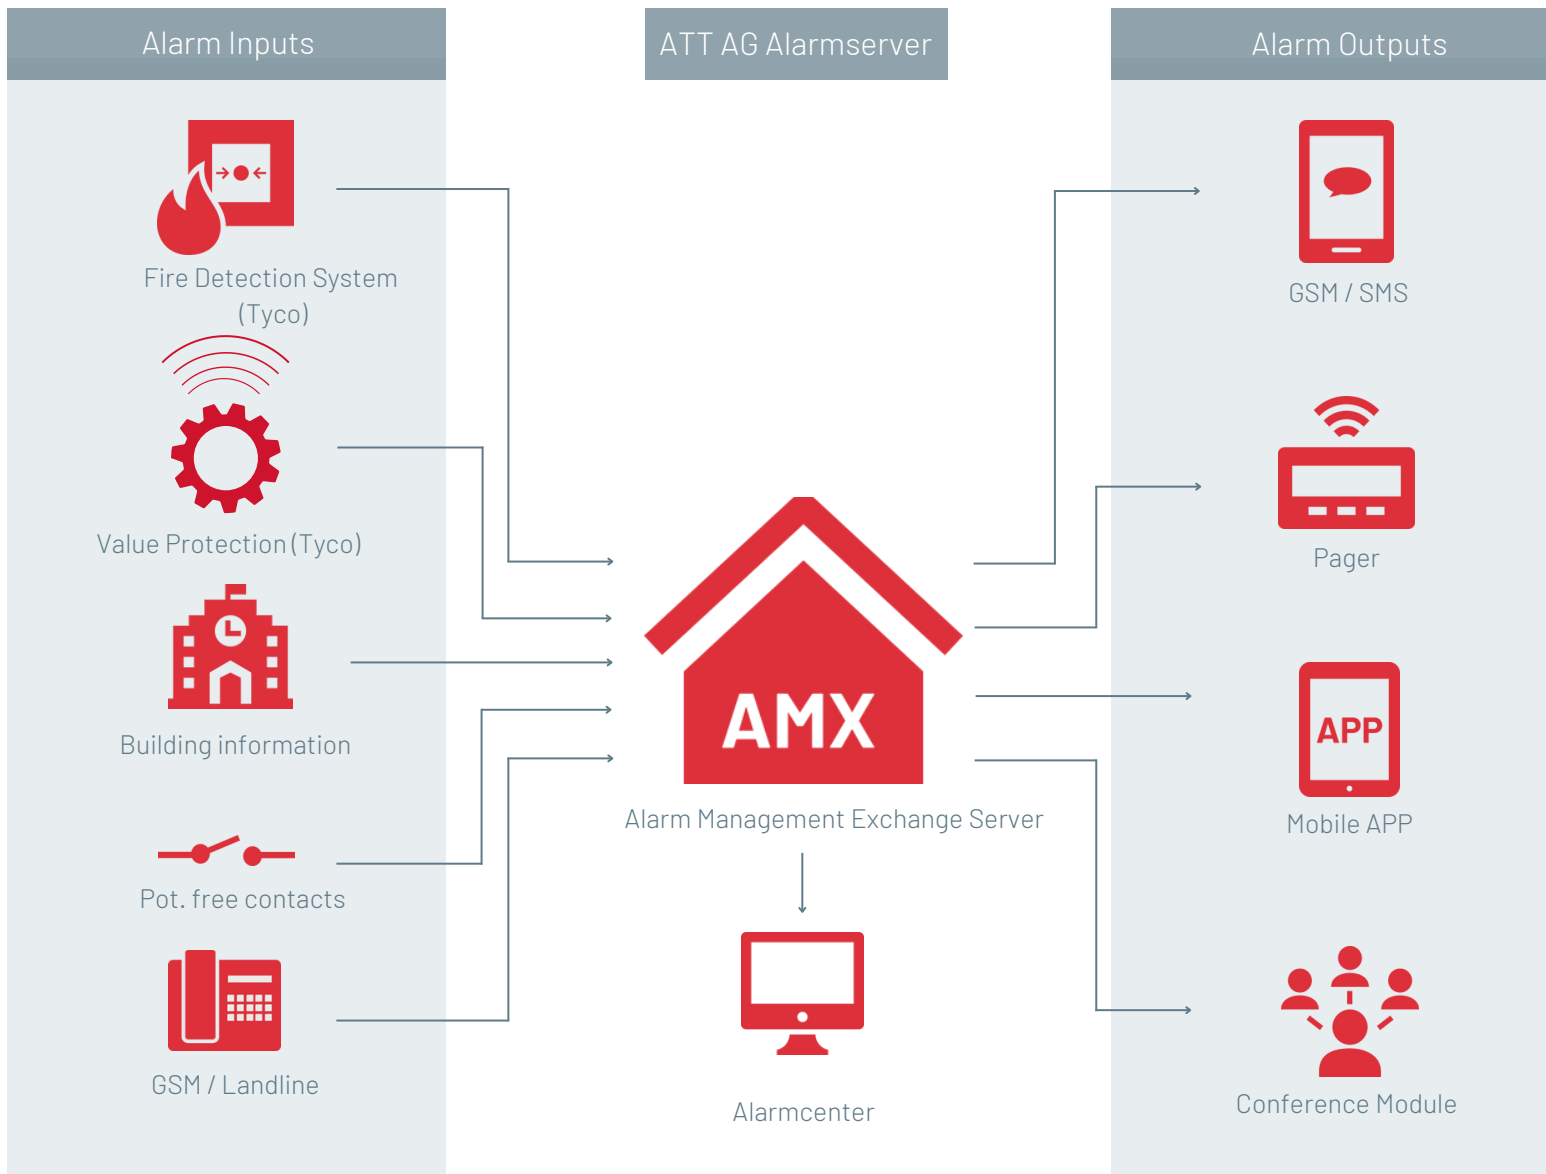 Alarm Inputs
ATT AG Alarmserver
Alarm Outputs
Fire Detection System
(Tyco)
Value Protection (Tyco)
Building information
Pot. free contacts
GSM / Landline
AMX
Alarm Management Exchange Server
Alarmcenter
GSM / SMS
Pager
APP
Mobile APP
Conference Module